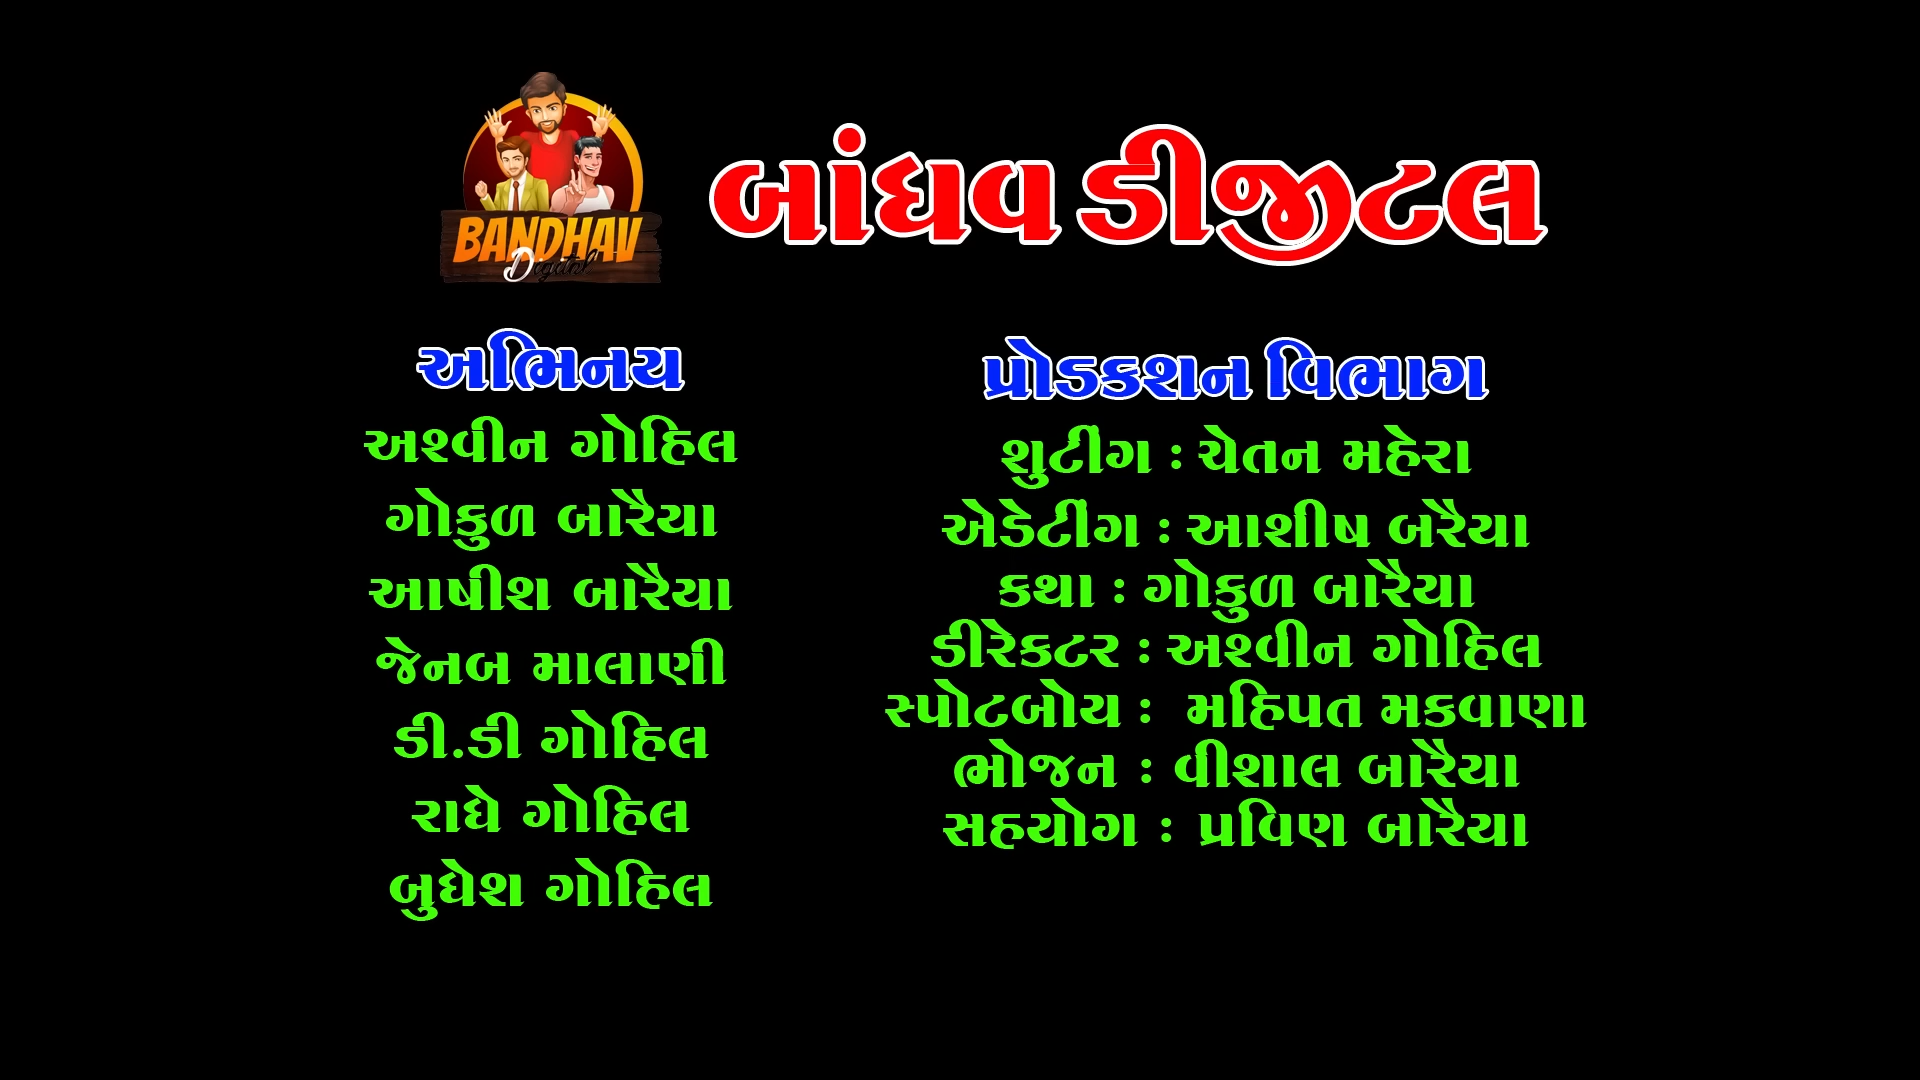 BANDHAV
Digital
બાંધવ ડીજીટલ
અભિનય
અશ્વીન ગોહિલ
ગોકુળ બારૈયા
આષીશ બારૈયા
જેનબ માલાણી
ડી.ડી ગોહિલ
રાધે ગોહિલ
બુધેશ ગોહિલ
પ્રોડકશન વિભાગ
શુટીંગ : ચેતન મહેરા
એડેટીંગ : આશીષ બરૈયા
કથા : ગોકુળ બારૈયા
ડીરેકટર : અશ્વીન ગોહિલ
સ્પોટબોય : મહિપત મકવાણા
ભોજન : વીશાલ બારૈયા
સહયોગ : પ્રવિણ બારૈયા